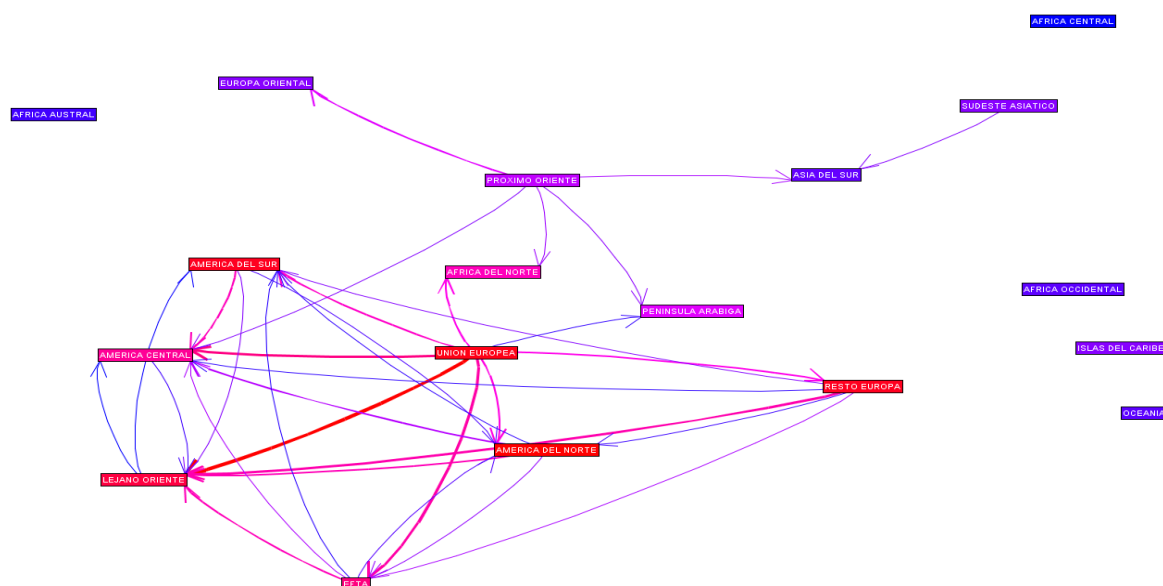 AFRICA CENTRAL
EUROPA ORIENTAL
SUDESTE ASIATICO
AFRICA AUSTRAL
ASIA DEL SUR
PROXIMO ORIENTE
AMERICA DEL SUR
AFRICA DEL NORTE
AFRICA OCCIDENTAL
PENINSULA ARABIGA
ISLAS DEL CARIBE
UNION EUROPEA
AMERICA CENTRAL
RESTO EUROPA
OCEANIA
AMERICA DEL NORTE
LEJANO ORIENTE
EFTA